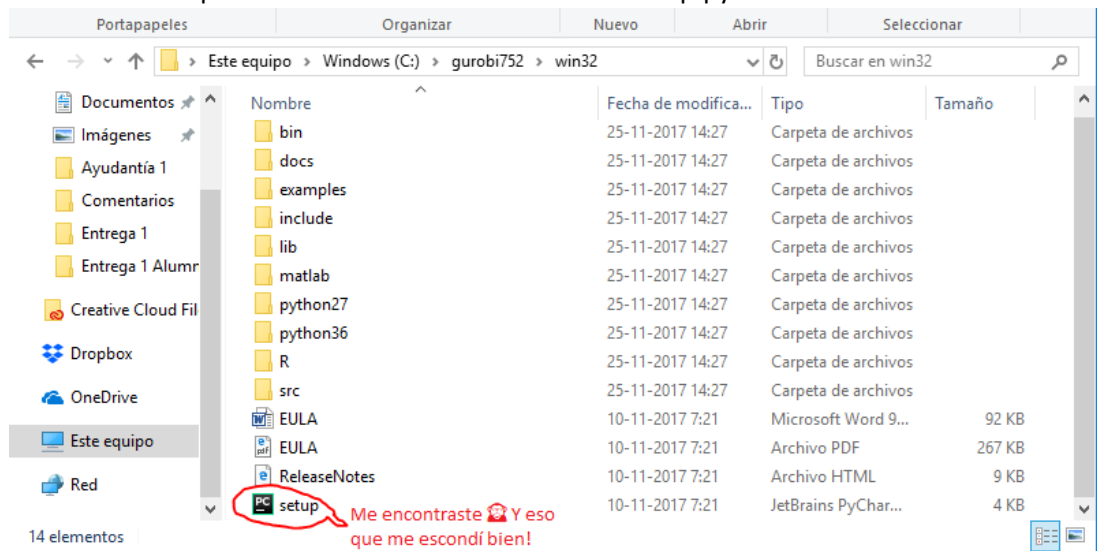 Portapapeles Organizar Nuevo Abrir Seleccionar
Este equipo > Windows (C:) > gurobi752 > win32 Buscar en win32
Documentos
Imágenes
Ayudantía 1
Comentarios
Entrega 1
Entrega 1 Alumr
Creative Cloud Fil
Dropbox
OneDrive
Este equipo
Red
Nombre Fecha de modifica... Tipo Tamaño
bin 25-11-2017 14:27 Carpeta de archivos
docs 25-11-2017 14:27 Carpeta de archivos
examples 25-11-2017 14:27 Carpeta de archivos
include 25-11-2017 14:27 Carpeta de archivos
lib 25-11-2017 14:27 Carpeta de archivos
matlab 25-11-2017 14:27 Carpeta de archivos
python27 25-11-2017 14:27 Carpeta de archivos
python36 25-11-2017 14:27 Carpeta de archivos
R 25-11-2017 14:27 Carpeta de archivos
src 25-11-2017 14:27 Carpeta de archivos
EULA 10-11-2017 7:21 Microsoft Word 9... 92 KB
EULA 10-11-2017 7:21 Archivo PDF 267 KB
ReleaseNotes 10-11-2017 7:21 Archivo HTML 9 KB
setup 10-11-2017 7:21 JetBrains PyChar... 4 KB
Me encontraste 🙊 Y eso
que me escondí bien!
14 elementos